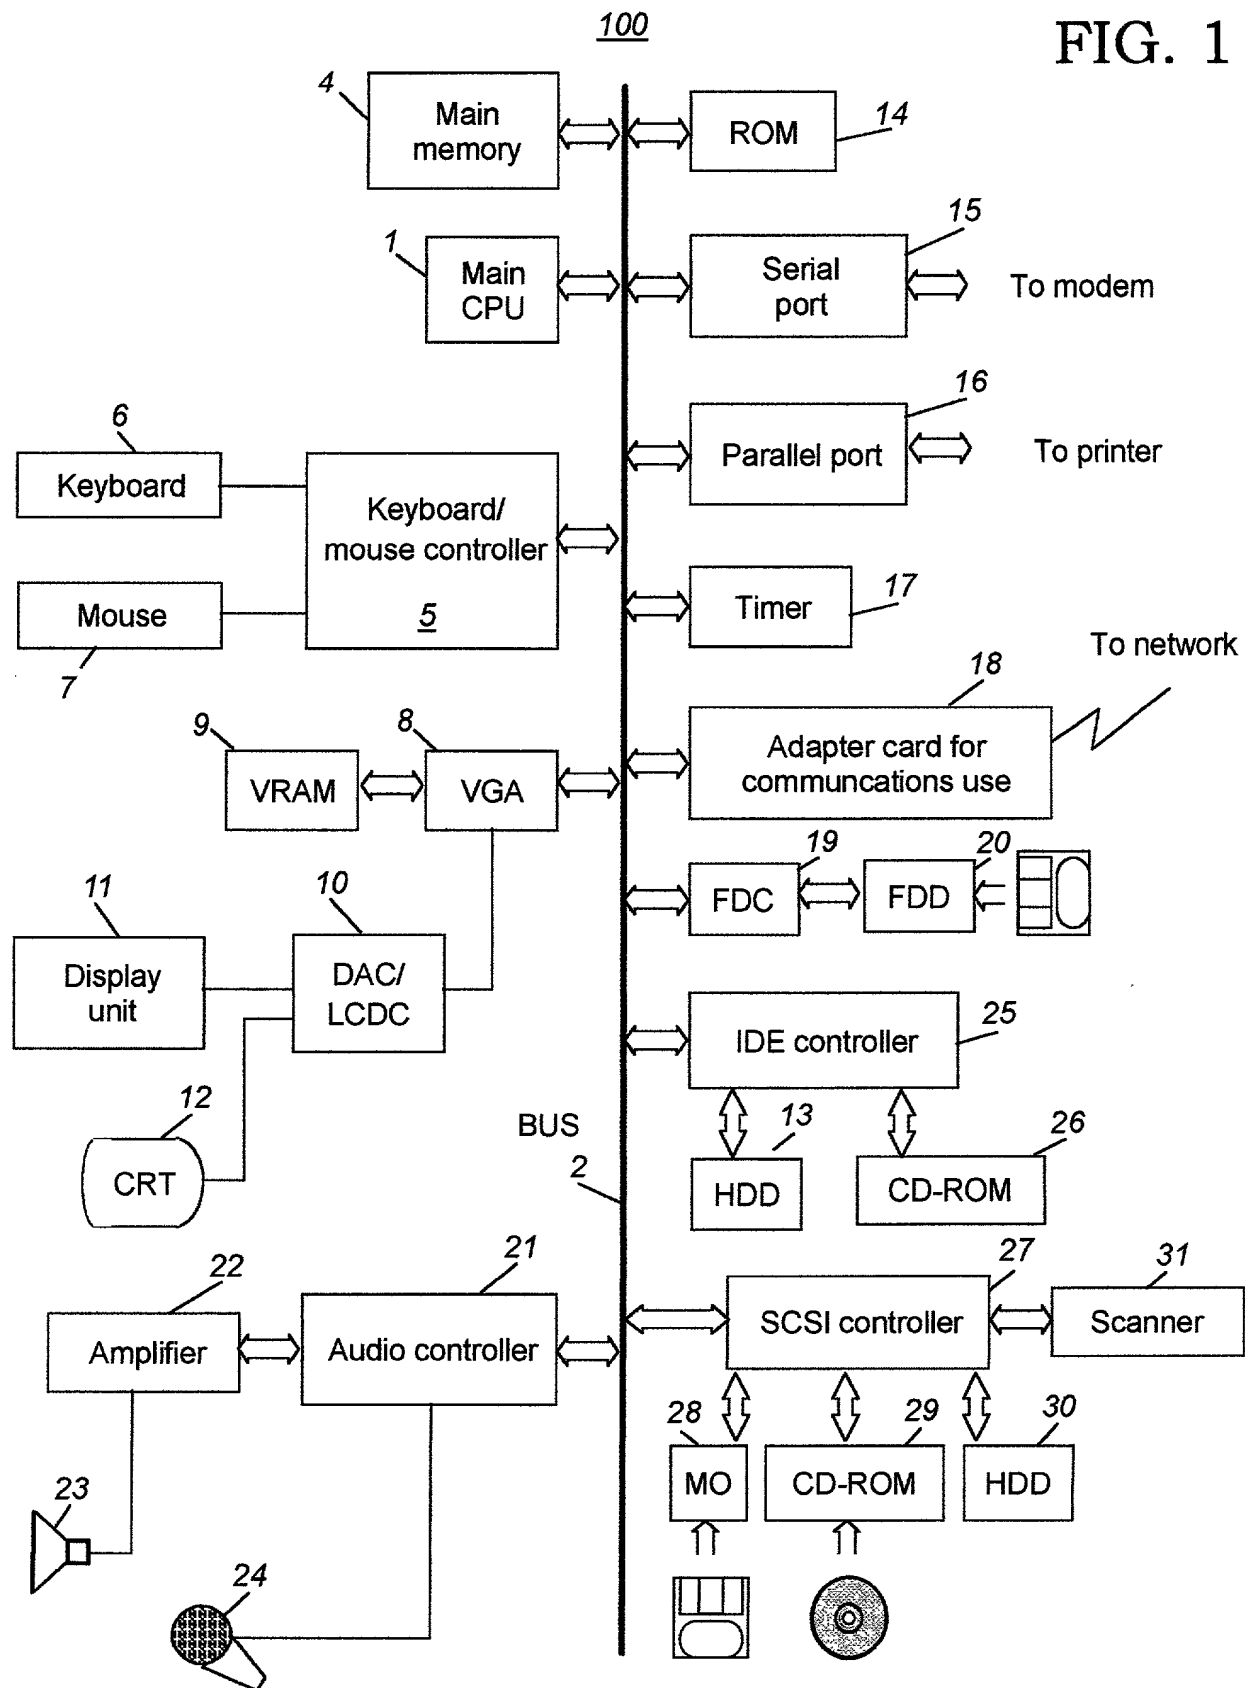 100
FIG. 1
4
Main
memory
ROM
14
1
Main
CPU
15
Serial
port
To modem
16
Parallel port
To printer
6
Keyboard
Keyboard/
mouse controller
5
Mouse
7
Timer
17
To network
18
Adapter card for
communcations use
9
VRAM
8
VGA
19
FDC
20
FDD
11
Display
unit
10
DAC/
LCDC
IDE controller
25
12
CRT
BUS
2
13
HDD
26
CD-ROM
22
Amplifier
21
Audio controller
27
SCSI controller
31
Scanner
28
MO
29
CD-ROM
30
HDD
23
24